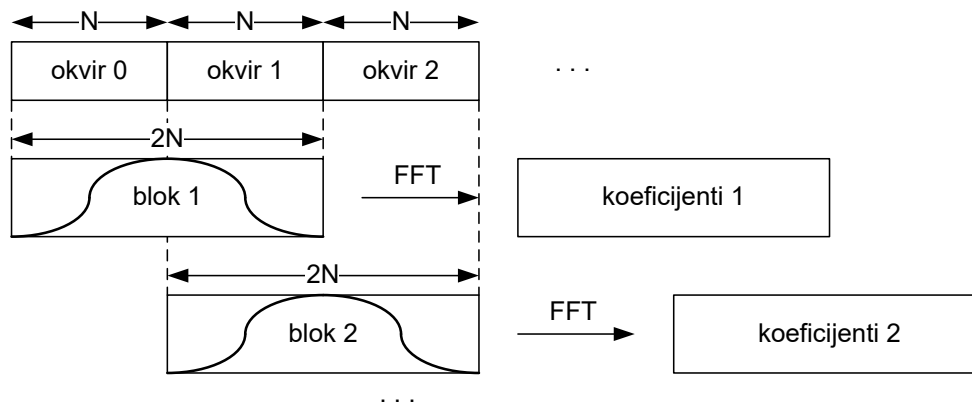 N N N
okvir 0 okvir 1 okvir 2 . . .
2N
blok 1 FFT koeficijenti 1
2N
blok 2 FFT koeficijenti 2
. . .